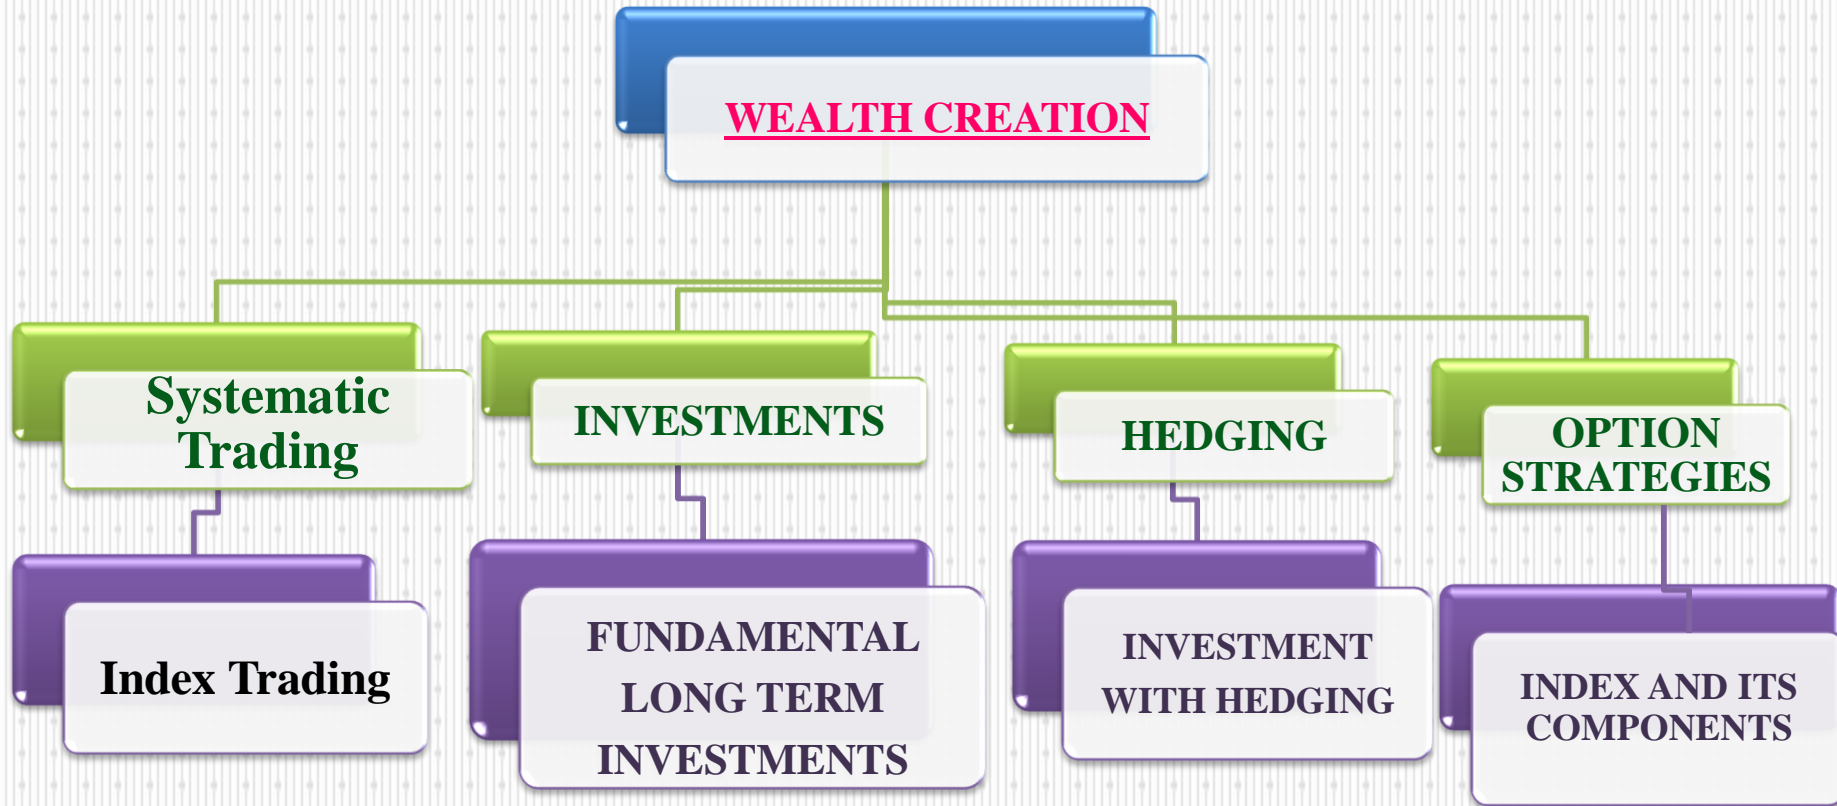 WEALTH CREATION
Systematic
Trading
INVESTMENTS
HEDGING
OPTION
STRATEGIES
Index Trading
FUNDAMENTAL
LONG TERM
INVESTMENTS
INVESTMENT
WITH HEDGING
INDEX AND ITS
COMPONENTS